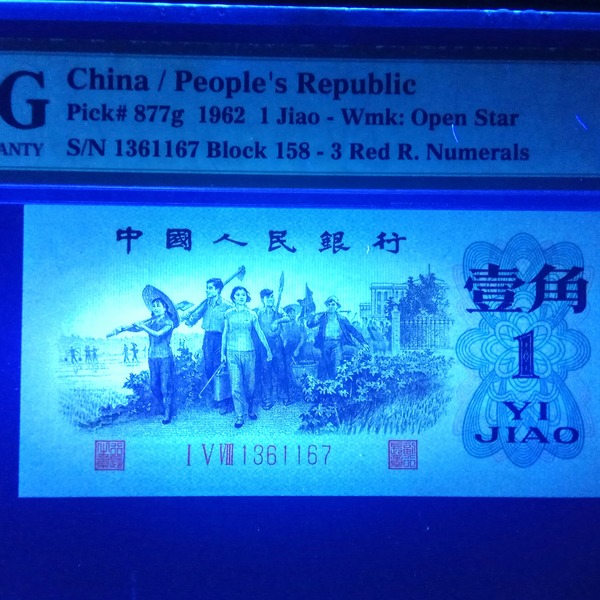 G
China / People's Republic
Pick# 877g 1962 1 Jiao - Wmk: Open Star
ANTY S/N 1361167 Block 158 - 3 Red R. Numerals
中國人民銀行
壹角
1
YI
JIAO
I V VIII 1361167